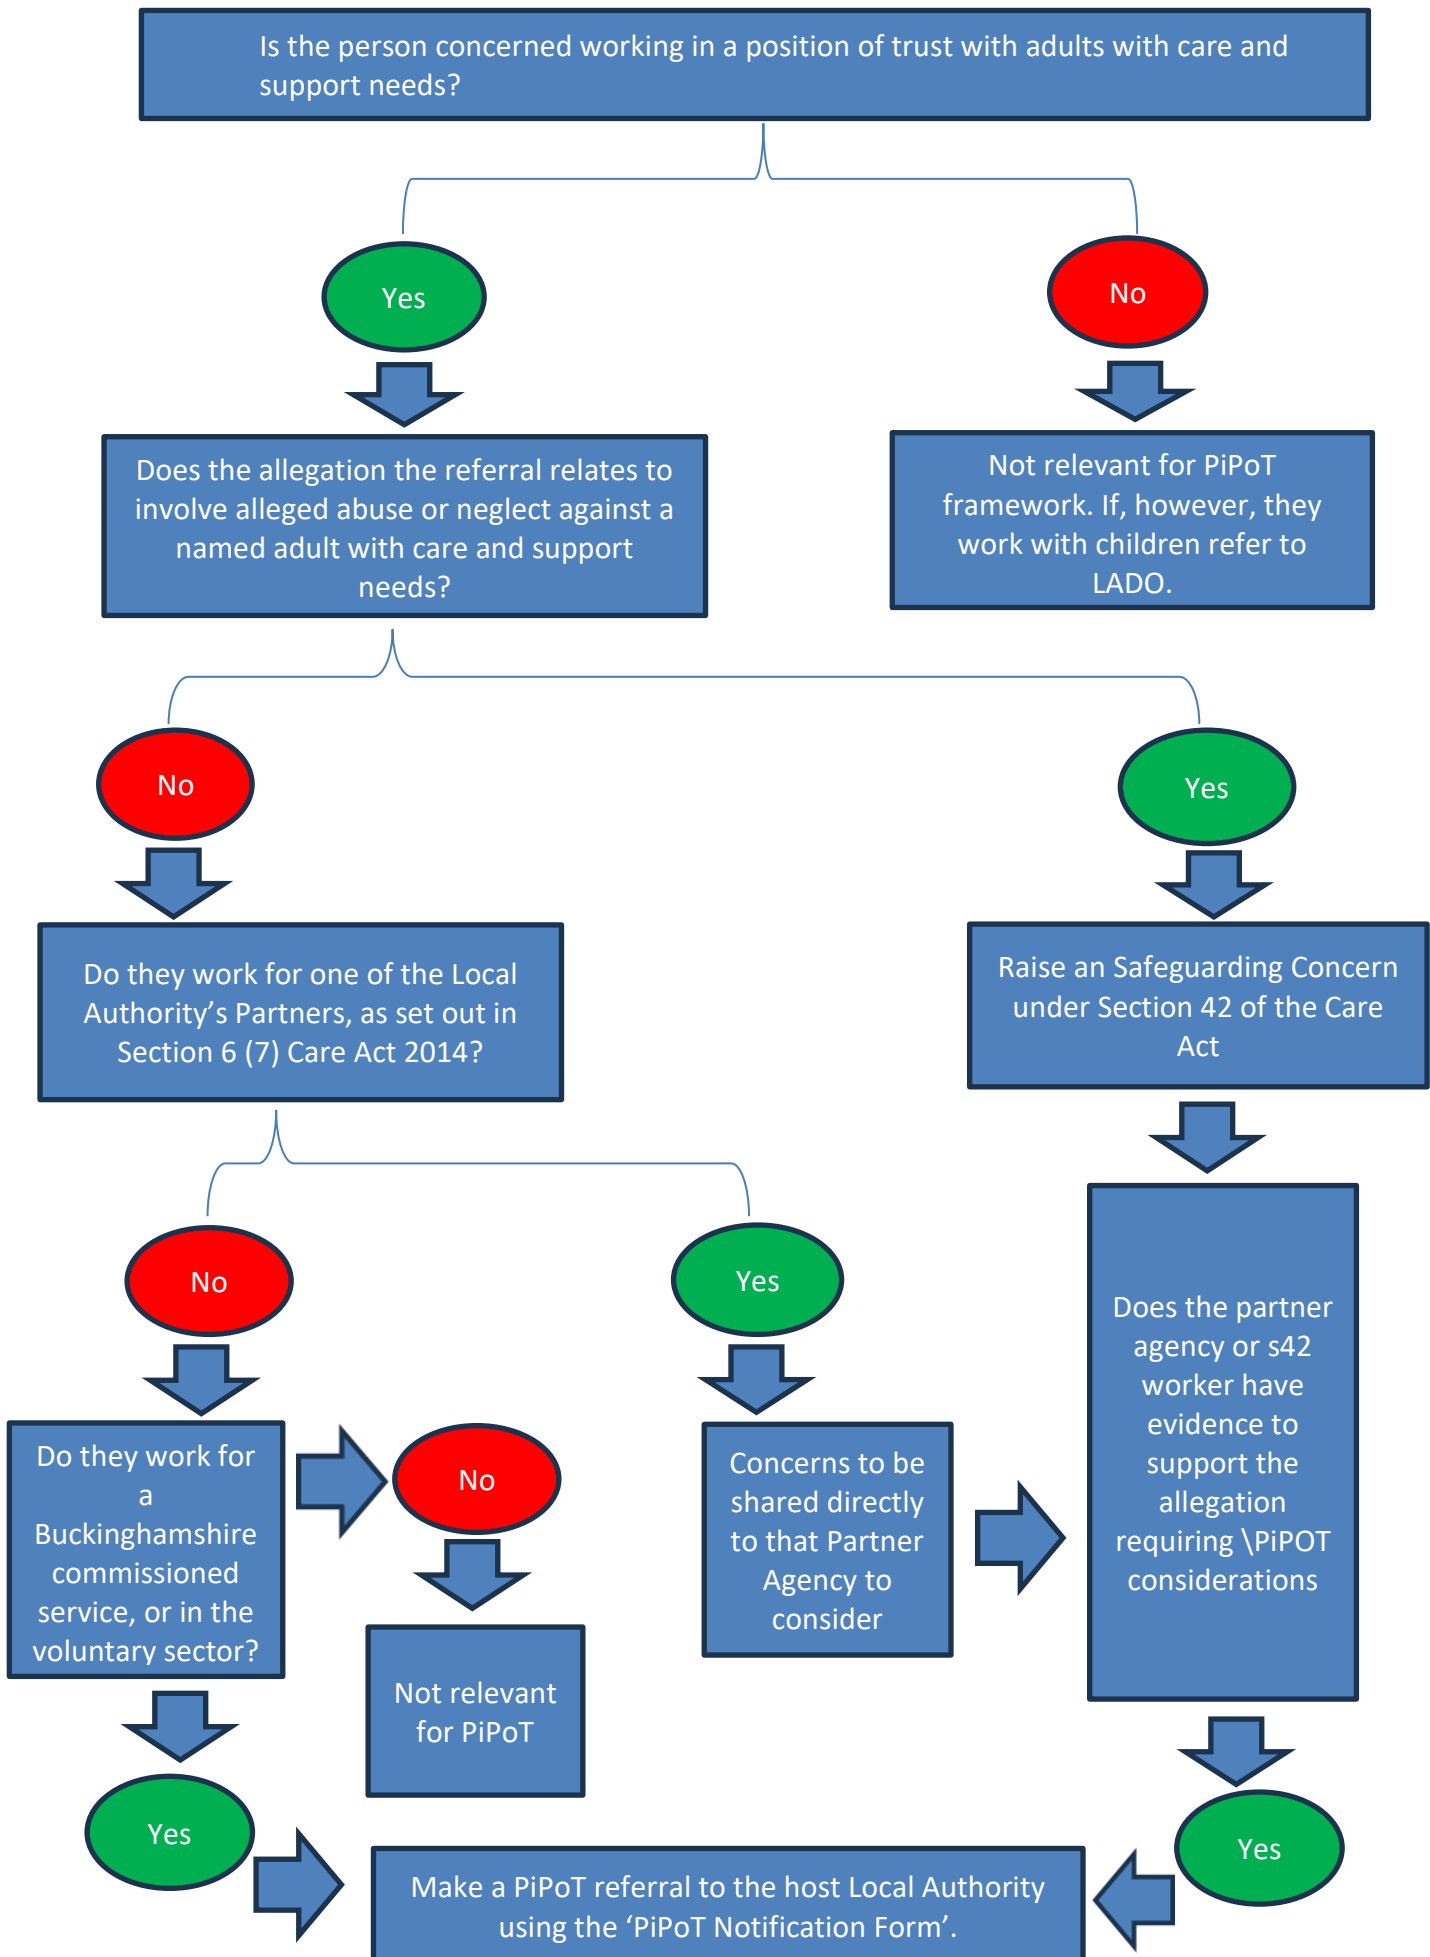 Is the person concerned working in a position of trust with adults with care and
support needs?
Yes
No
Does the allegation the referral relates to
involve alleged abuse or neglect against a
named adult with care and support
needs?
Not relevant for PiPoT
framework. If, however, they
work with children refer to
LADO.
No
Yes
Do they work for one of the Local
Authority’s Partners, as set out in
Section 6 (7) Care Act 2014?
Raise an Safeguarding Concern
under Section 42 of the Care
Act
No
Yes
Does the partner
agency or s42
worker have
evidence to
support the
allegation
requiring \PiPOT
considerations
Do they work for
a
Buckinghamshire
commissioned
service, or in the
voluntary sector?
No
Concerns to be
shared directly
to that Partner
Agency to
consider
Not relevant
for PiPoT
Yes
Yes
Make a PiPoT referral to the host Local Authority
using the ‘PiPoT Notification Form’.